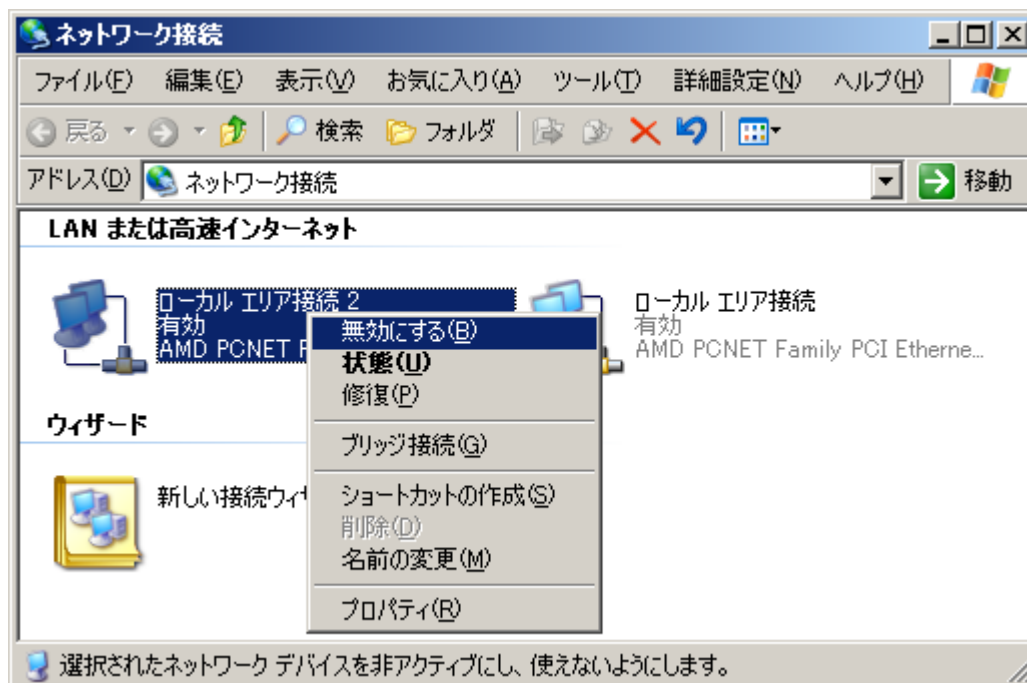 ネットワーク接続
ファイル(F) 編集(E) 表示(V) お気に入り(A) ツール(T) 詳細設定(N) ヘルプ(H)
戻る 検索 フォルダ
アドレス(D) ネットワーク接続 移動
LAN または高速インターネット
ローカル エリア接続 2
有効
AMD PCNET F
ローカル エリア接続
有効
AMD PCNET Family PCI Etherne...
無効にする(B)
状態(U)
修復(P)
ブリッジ接続(G)
ショートカットの作成(S)
削除(D)
名前の変更(M)
プロパティ(R)
ウィザード
新しい接続ウィ
選択されたネットワーク デバイスを非アクティブにし、使えないようにします。